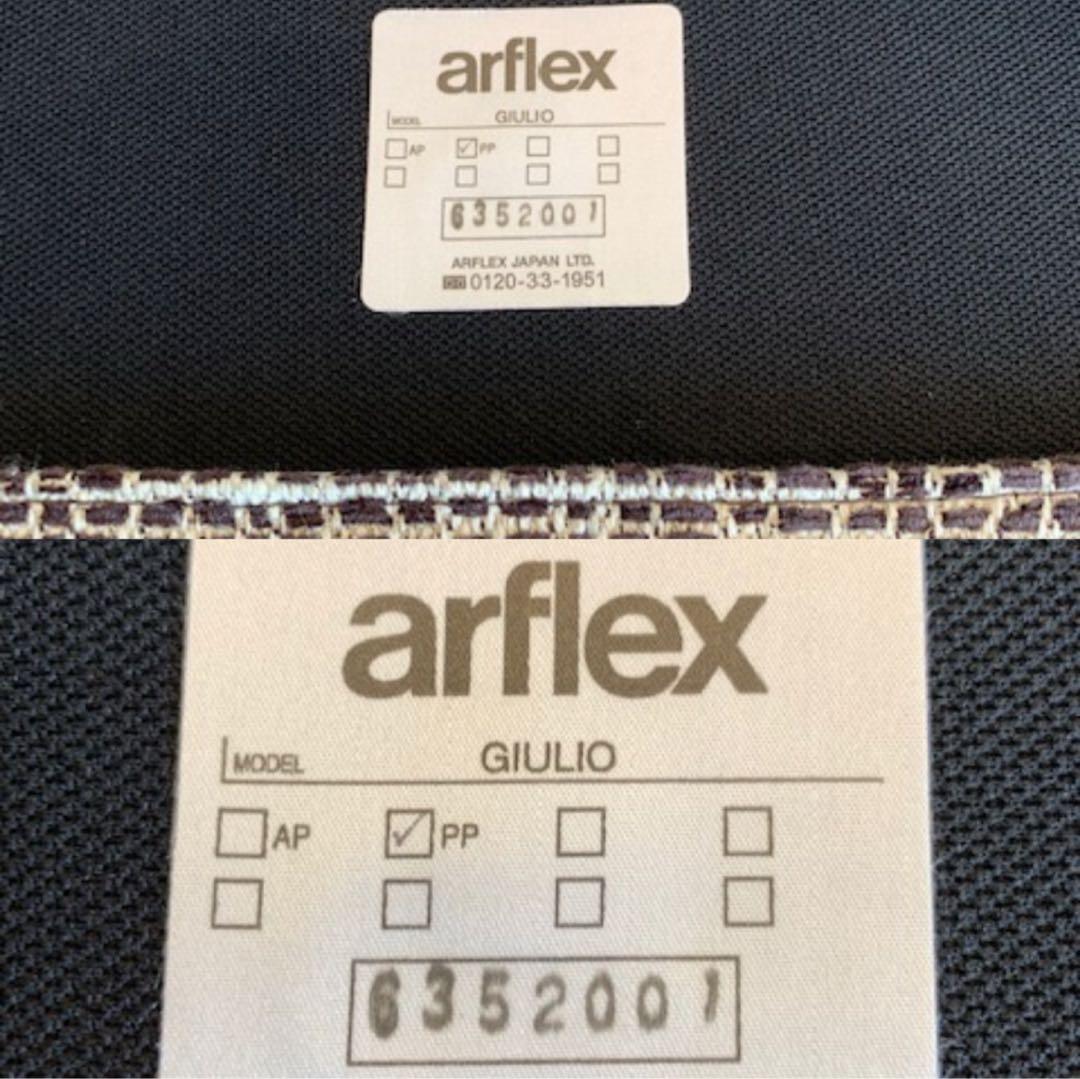 arflex
MODEL GIULIO
AP PP
6352001
ARFLEX JAPAN LTD.
0120-33-1951
arflex
MODEL GIULIO
AP PP
6352001